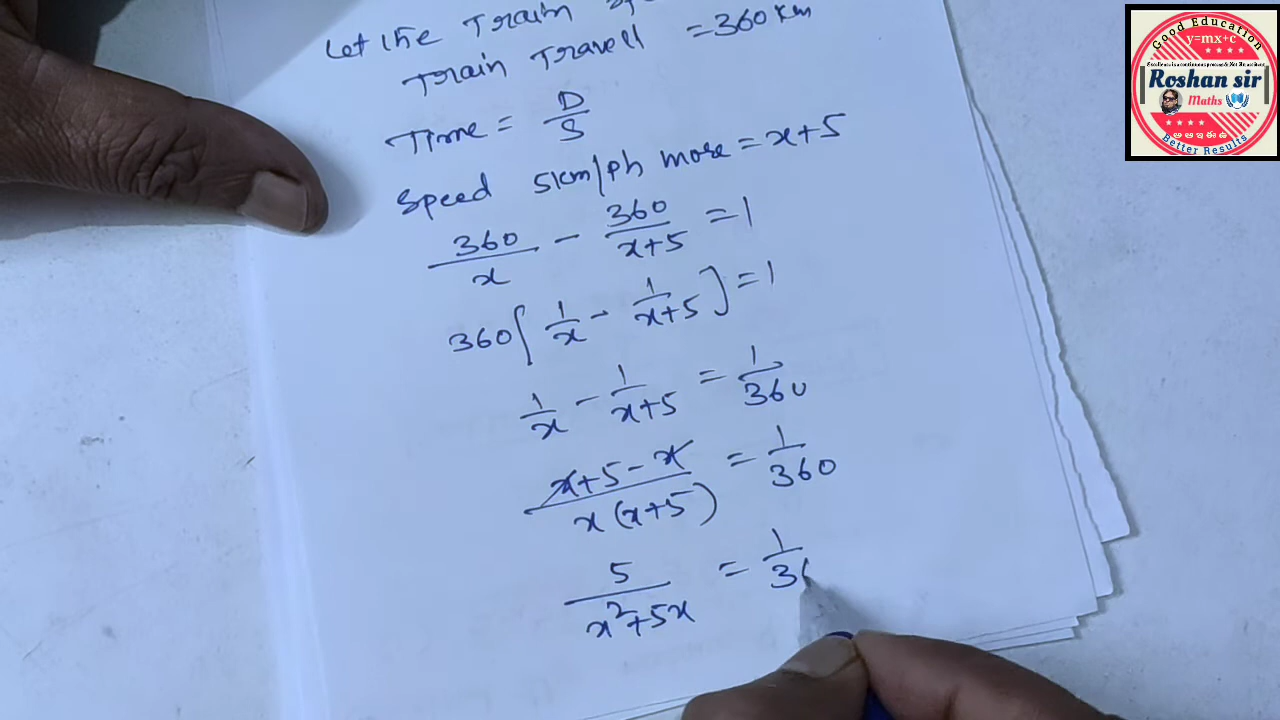 Let the Train
Train Travell = 360 km
Time = D/S
Speed 5km/ph more = x+5
360/x - 360/x+5 = 1
360[1/x - 1/x+5] = 1
1/x - 1/x+5 = 1/360
x+5-x/x(x+5) = 1/360
5/x²+5x = 1/36
Good Education
y=mx+c
Roshan sir
Maths
Better Results